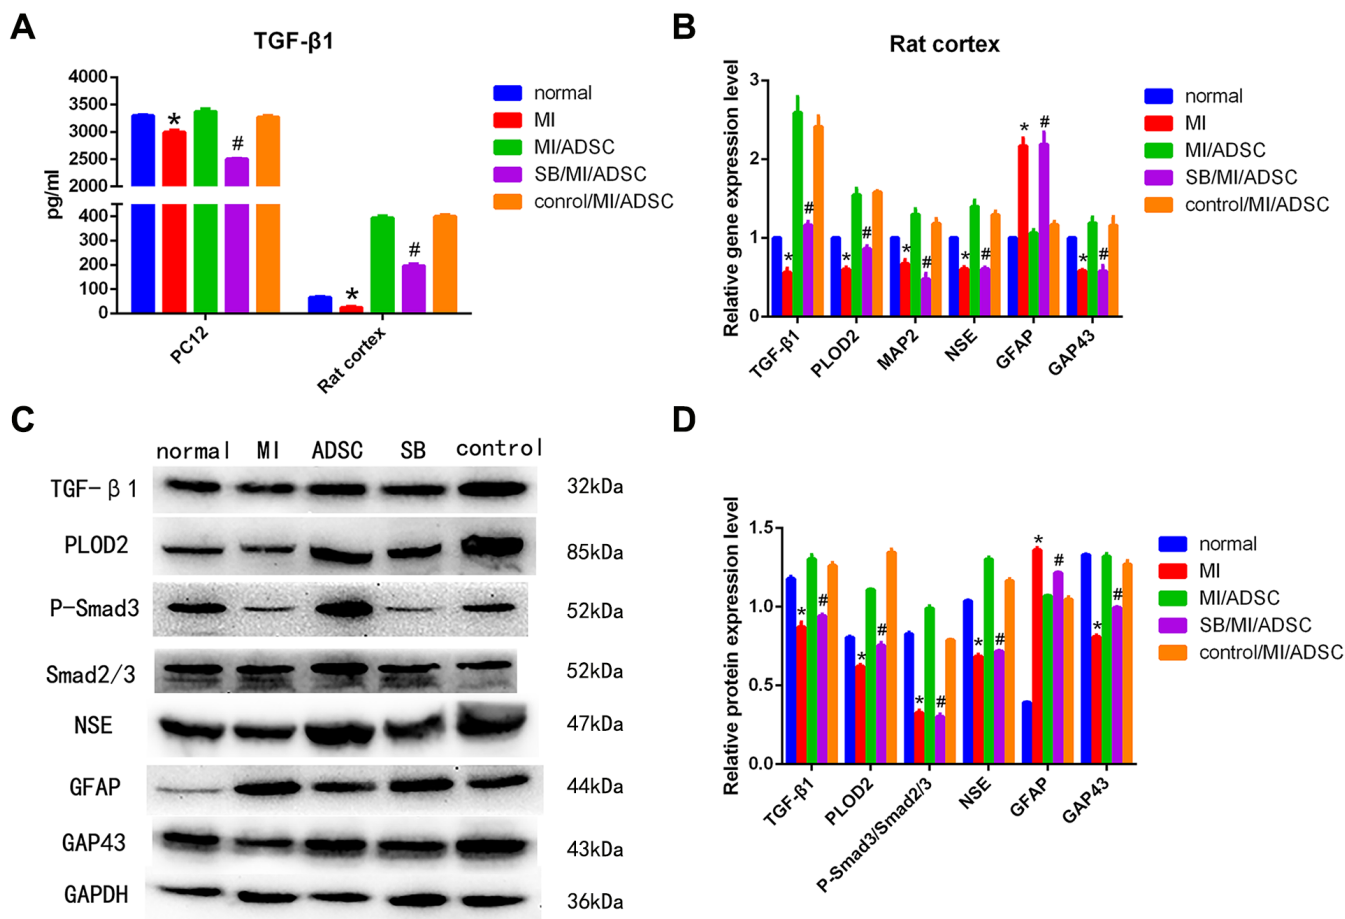 A
TGF-β1
4000
3500
3000
2500
2000
400
300
200
100
0
pg/ml
*
#
*
#
PC12
Rat cortex
normal
MI
MI/ADSC
SB/MI/ADSC
conrol/MI/ADSC
B
Rat cortex
Relative gene expression level
3
2
1
0
*
#
*
#
*
#
*
#
*
#
*
#
TGF-β1
PLOD2
MAP2
NSE
GFAP
GAP43
normal
MI
MI/ADSC
SB/MI/ADSC
control/MI/ADSC
C
normal MI ADSC SB control
TGF-β1 32kDa
PLOD2 85kDa
P-Smad3 52kDa
Smad2/3 52kDa
NSE 47kDa
GFAP 44kDa
GAP43 43kDa
GAPDH 36kDa
D
Relative protein expression level
1.5
1.0
0.5
0.0
*
#
*
#
*
#
*
#
*
#
*
#
TGF-β1
PLOD2
P-Smad3/Smad2/3
NSE
GFAP
GAP43
normal
MI
MI/ADSC
SB/MI/ADSC
control/MI/ADSC